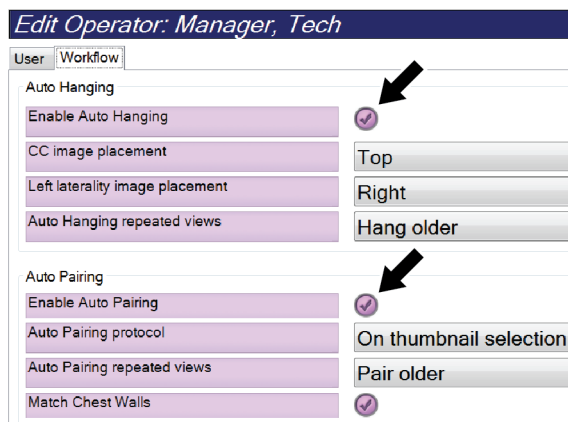 Edit Operator: Manager, Tech
User Workflow
Auto Hanging
Enable Auto Hanging
CC image placement Top
Left laterality image placement Right
Auto Hanging repeated views Hang older
Auto Pairing
Enable Auto Pairing
Auto Pairing protocol On thumbnail selection
Auto Pairing repeated views Pair older
Match Chest Walls